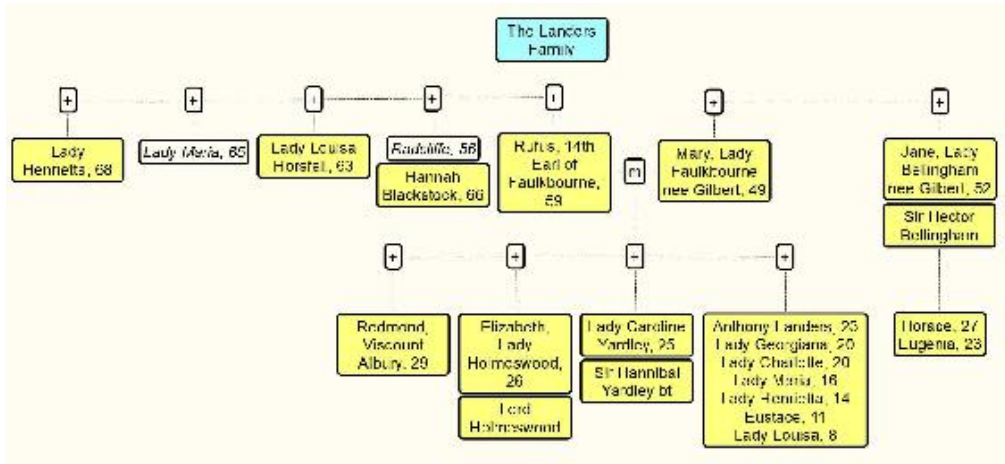 The Landers
Family
+
+
+
+
+
+
+
Lady
Henrietta, 68
Lady Maria, 65
Lady Louisa
Horsfall, 63
Radcliffe, 56
Hannah
Blackstock, 66
Rufus, 14th
Earl of
Faulkbourne,
59
m
Mary, Lady
Faulkbourne
nee Gilbert, 49
Jane, Lady
Bellingham
nee Gilbert, 52
Sir Hector
Bellingham
+
+
+
+
Redmond,
Viscount
Albury, 29
Elizabeth,
Lady
Holmeswood,
26
Lord
Holmeswood
Lady Caroline
Yardley, 25
Sir Hannibal
Yardley bt
Anthony Landers, 23
Lady Georgiana, 20
Lady Charlotte, 20
Lady Maria, 16
Lady Henrietta, 14
Eustace, 11
Lady Louisa, 8
Horace, 27
Eugenia, 23